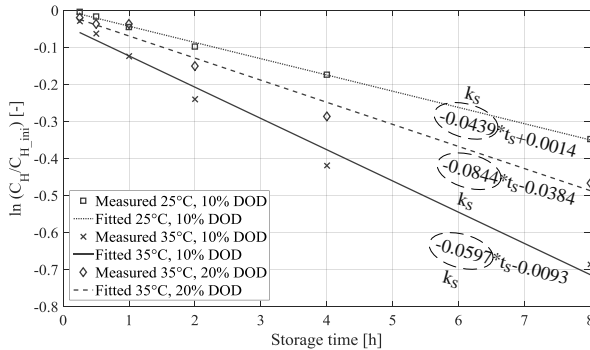 0
-0.1
-0.2
-0.3
-0.4
-0.5
-0.6
-0.7
-0.8
ln (C_H/C_H_ini) [-]
k_s
-0.0439*t_s+0.0014
-0.0844*t_s-0.0384
k_s
-0.0597*t_s-0.0093
k_s
Measured 25°C, 10% DOD
Fitted 25°C, 10% DOD
Measured 35°C, 10% DOD
Fitted 35°C, 10% DOD
Measured 35°C, 20% DOD
Fitted 35°C, 20% DOD
0 1 2 3 4 5 6 7 8
Storage time [h]